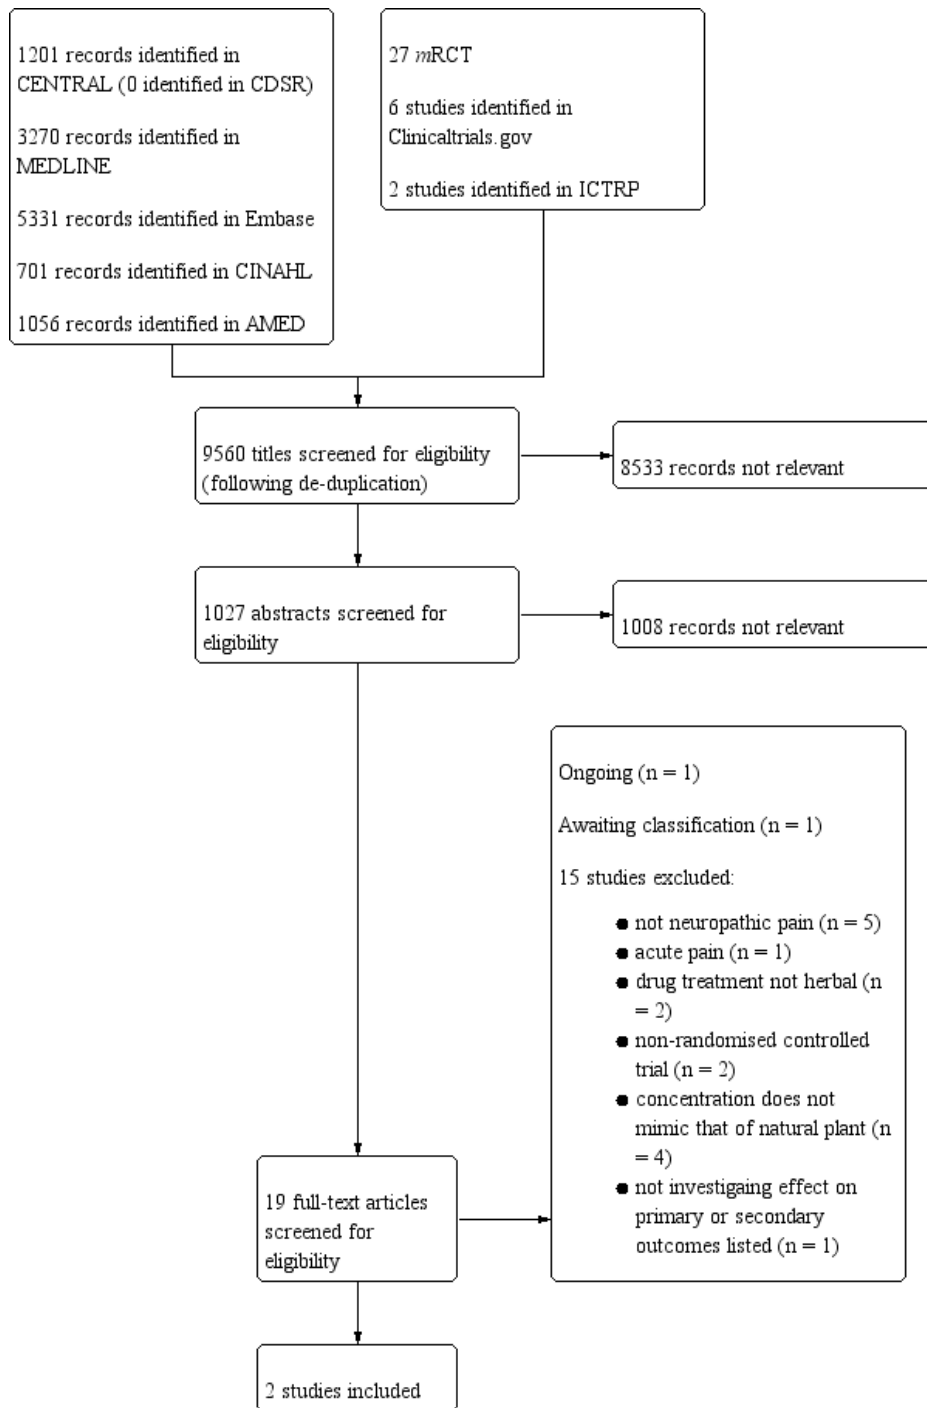 1201 records identified in
CENTRAL (0 identified in CDSR)
3270 records identified in
MEDLINE
5331 records identified in Embase
701 records identified in CINAHL
1056 records identified in AMED
27 mRCT
6 studies identified in
Clinicaltrials.gov
2 studies identified in ICTRP
9560 titles screened for eligibility
(following de-duplication)
8533 records not relevant
1027 abstracts screened for
eligibility
1008 records not relevant
Ongoing (n = 1)
Awaiting classification (n = 1)
15 studies excluded:
● not neuropathic pain (n = 5)
● acute pain (n = 1)
● drug treatment not herbal (n
= 2)
● non-randomised controlled
trial (n = 2)
● concentration does not
mimic that of natural plant (n
= 4)
● not investigaing effect on
primary or secondary
outcomes listed (n = 1)
19 full-text articles
screened for
eligibility
2 studies included